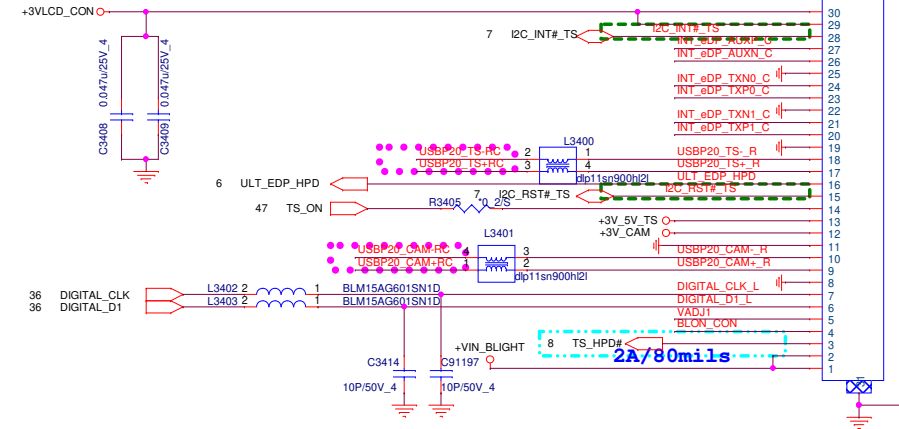 +3VLCD_CON
30
29
I2C_INT#_TS
7 I2C_INT#_TS
28
INT_eDP_AUXP_C
27
INT_eDP_AUXN_C
26
25
INT_eDP_TXN0_C
24
INT_eDP_TXP0_C
23
22
INT_eDP_TXN1_C
21
INT_eDP_TXP1_C
20
19
0.047u/25V_4
0.047u/25V_4
C3408
C3409
L3400
USBP20_TS-RC 2 1 USBP20_TS-_R
18
USBP20_TS+RC 3 4 USBP20_TS+_R
17
dlp11sn900hl2l
ULT_EDP_HPD
6 ULT_EDP_HPD
16
I2C_RST#_TS
7 I2C_RST#_TS
15
47 TS_ON
R3405 *0_2/S
14
+3V_5V_TS
13
+3V_CAM
12
11
L3401
USBP20_CAM-RC 4 3 USBP20_CAM-_R
10
USBP20_CAM+RC 1 2 USBP20_CAM+_R
9
dlp11sn900hl2l
8
36 DIGITAL_CLK L3402 2 1 BLM15AG601SN1D DIGITAL_CLK_L
7
36 DIGITAL_D1 L3403 2 1 BLM15AG601SN1D DIGITAL_D1_L
6
VADJ1
5
BLON_CON
4
8 TS_HPD#
3
2A/80mils
2
+VIN_BLIGHT
1
C3414
C91197
10P/50V_4
10P/50V_4